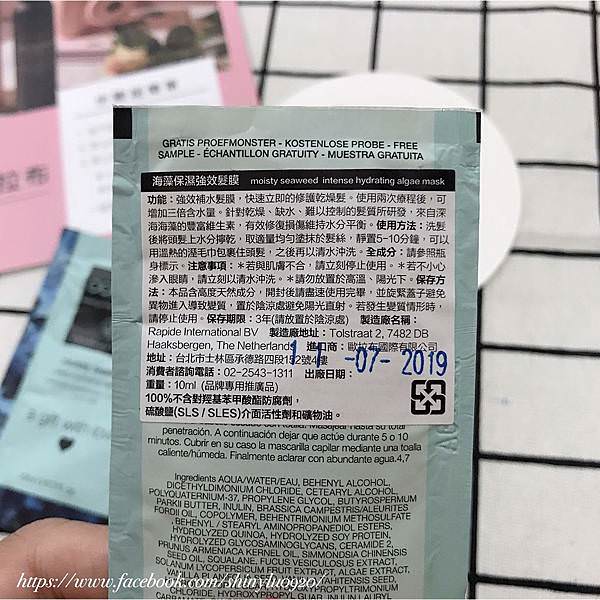 GRATIS PROEFMONSTER - KOSTENLOSE PROBE - FREE
SAMPLE - ÉCHANTILLON GRATUITY - MUESTRA GRATUITA
海藻保濕強效髮膜 moisty seaweed intense hydrating algae mask
功能：強效補水髮膜，快速立即的修護乾燥髮。使用兩次療程後，可
增加三倍含水量。針對乾燥、缺水、難以控制的髮質所研發，來自深
海海藻的豐富維生素，有效修復損傷維持水分平衡。使用方法：洗髮
後將頭髮上水分擰乾，取適量均勻塗抹於髮絲，靜置5-10分鐘，可以
用溫熱的溼毛巾包裹住頭髮，之後再以清水沖洗。全成分：請參照瓶
身標示。注意事項：＊若與肌膚不合，請立刻停止使用。＊若不小心
滲入眼睛，請立刻以清水沖洗。＊請勿放置於高溫、陽光下。保存方
法：本品含高度天然成分，開封後請盡速使用完畢，並旋緊蓋子避免
異物進入導致變質，置於陰涼處避免陽光直射。若發生變質情形時，
請停止使用。保存期限：3年(請放置於陰涼處) 製造廠名：
Rapide International BV 製造廠地址：Tolstraat 2, 7482 DB
Haaksbergen, The Netherlands 進口商：歐拉布國際有限公司
地址：台北市士林區承德路四段152號4樓
11 -07- 2019
消費者諮詢電話：02-2543-1311 出廠日期：
重量：10ml (品牌專用推廣品)
100%不含對羥基苯甲酸酯防腐劑，
硫酸鹽(SLS / SLES)介面活性劑和礦物油。
penetración. A continuación dejar que actúe durante 5 o 10
minutos. Cubrir en su caso la mascarilla capilar mediante una toalla
caliente/húmeda. Finalmente aclarar con abundante agua.4,7
Ingredients AQUA/WATER/EAU, BEHENYL ALCOHOL,
DICETHYLDIMONIUM CHLORIDE, CETEARYL ALCOHOL,
POLYQUATERNIUM-37, PROPYLENE GLYCOL, BUTYROSPERMUM
PARKII BUTTER, INULIN, BRASSICA CAMPESTRIS/ALEURITES
FORDII OIL, COPOLYMER, BEHENTRIMONIUM METHOSULFATE
, BEHENYL / STEARYL AMINOPROPANEDIOL ESTERS,
HYDROLYZED QUINOA, HYDROLYZED SOY PROTEIN,
HYDROLYZED GLYCOSAMINOGLYCANS, CERAMIDE 2,
PRUNUS ARMENIACA KERNEL OIL, SIMMONDSIA CHINENSIS
SEED OIL, SQUALANE, FUCUS VESICULOSUS EXTRACT,
SOLANUM LYCOPERSICUM FRUIT EXTRACT,
VANILLA
https://www.facebook.com/shinyluo920/